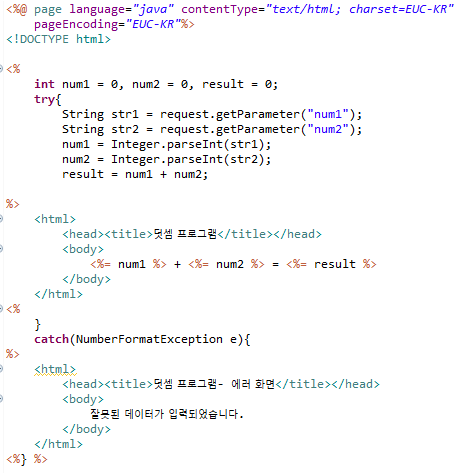 <%@ page language="java" contentType="text/html; charset=EUC-KR"
    pageEncoding="EUC-KR"%>
<!DOCTYPE html>
<%
    int num1 = 0, num2 = 0, result = 0;
    try{
        String str1 = request.getParameter("num1");
        String str2 = request.getParameter("num2");
        num1 = Integer.parseInt(str1);
        num2 = Integer.parseInt(str2);
        result = num1 + num2;
%>
    <html>
        <head><title>덧셈 프로그램</title></head>
        <body>
            <%= num1 %> + <%= num2 %> = <%= result %>
        </body>
    </html>
<%
    }
    catch(NumberFormatException e){
%>
    <html>
        <head><title>덧셈 프로그램- 에러 화면</title></head>
        <body>
            잘못된 데이터가 입력되었습니다.
        </body>
    </html>
<%} %>